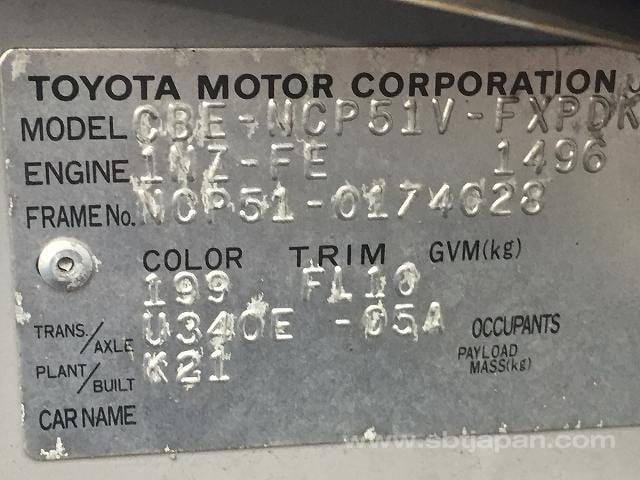 TOYOTA MOTOR CORPORATION
MODEL CBE-NCP51V-FXPDK
ENGINE 1NZ-FE 1496
FRAME No. NCP51-0174028
COLOR TRIM GVM(kg)
199 FL10
TRANS./AXLE U340E -05A OCCUPANTS
PLANT/BUILT K21 PAYLOAD MASS(kg)
CAR NAME
www.sbtjapan.com